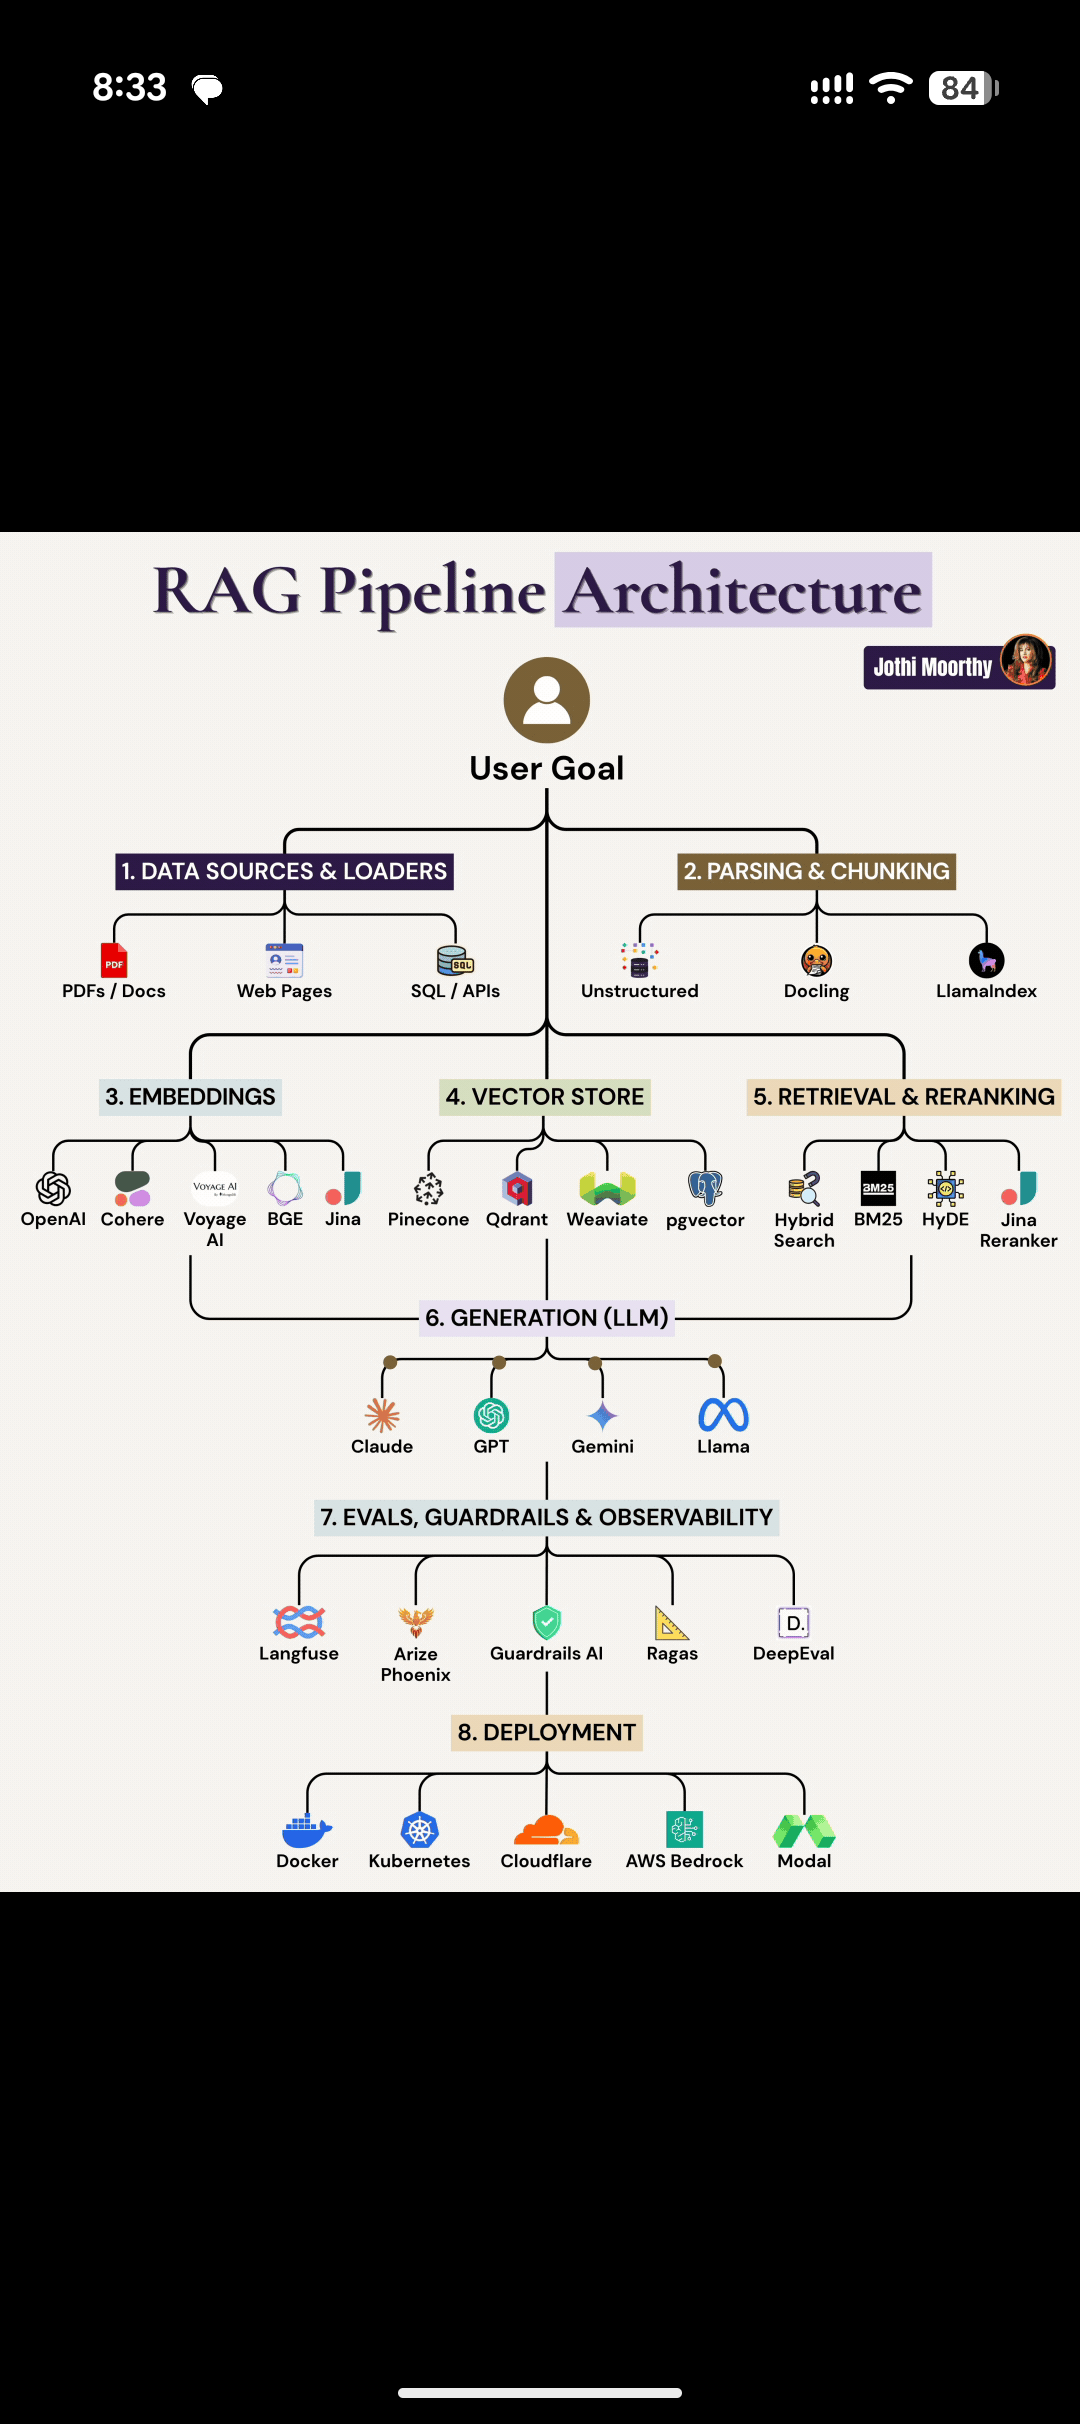 8:33
84
RAG Pipeline Architecture
Jothi Moorthy
User Goal
1. DATA SOURCES & LOADERS
2. PARSING & CHUNKING
PDF
SQL
PDFs / Docs
Web Pages
SQL / APIs
Unstructured
Docling
LlamaIndex
3. EMBEDDINGS
4. VECTOR STORE
5. RETRIEVAL & RERANKING
VOYAGE AI
BM25
OpenAI
Cohere
Voyage
AI
BGE
Jina
Pinecone
Qdrant
Weaviate
pgvector
Hybrid
Search
BM25
HyDE
Jina
Reranker
6. GENERATION (LLM)
Claude
GPT
Gemini
Llama
7. EVALS, GUARDRAILS & OBSERVABILITY
D.
Langfuse
Arize
Phoenix
Guardrails AI
Ragas
DeepEval
8. DEPLOYMENT
Docker
Kubernetes
Cloudflare
AWS Bedrock
Modal